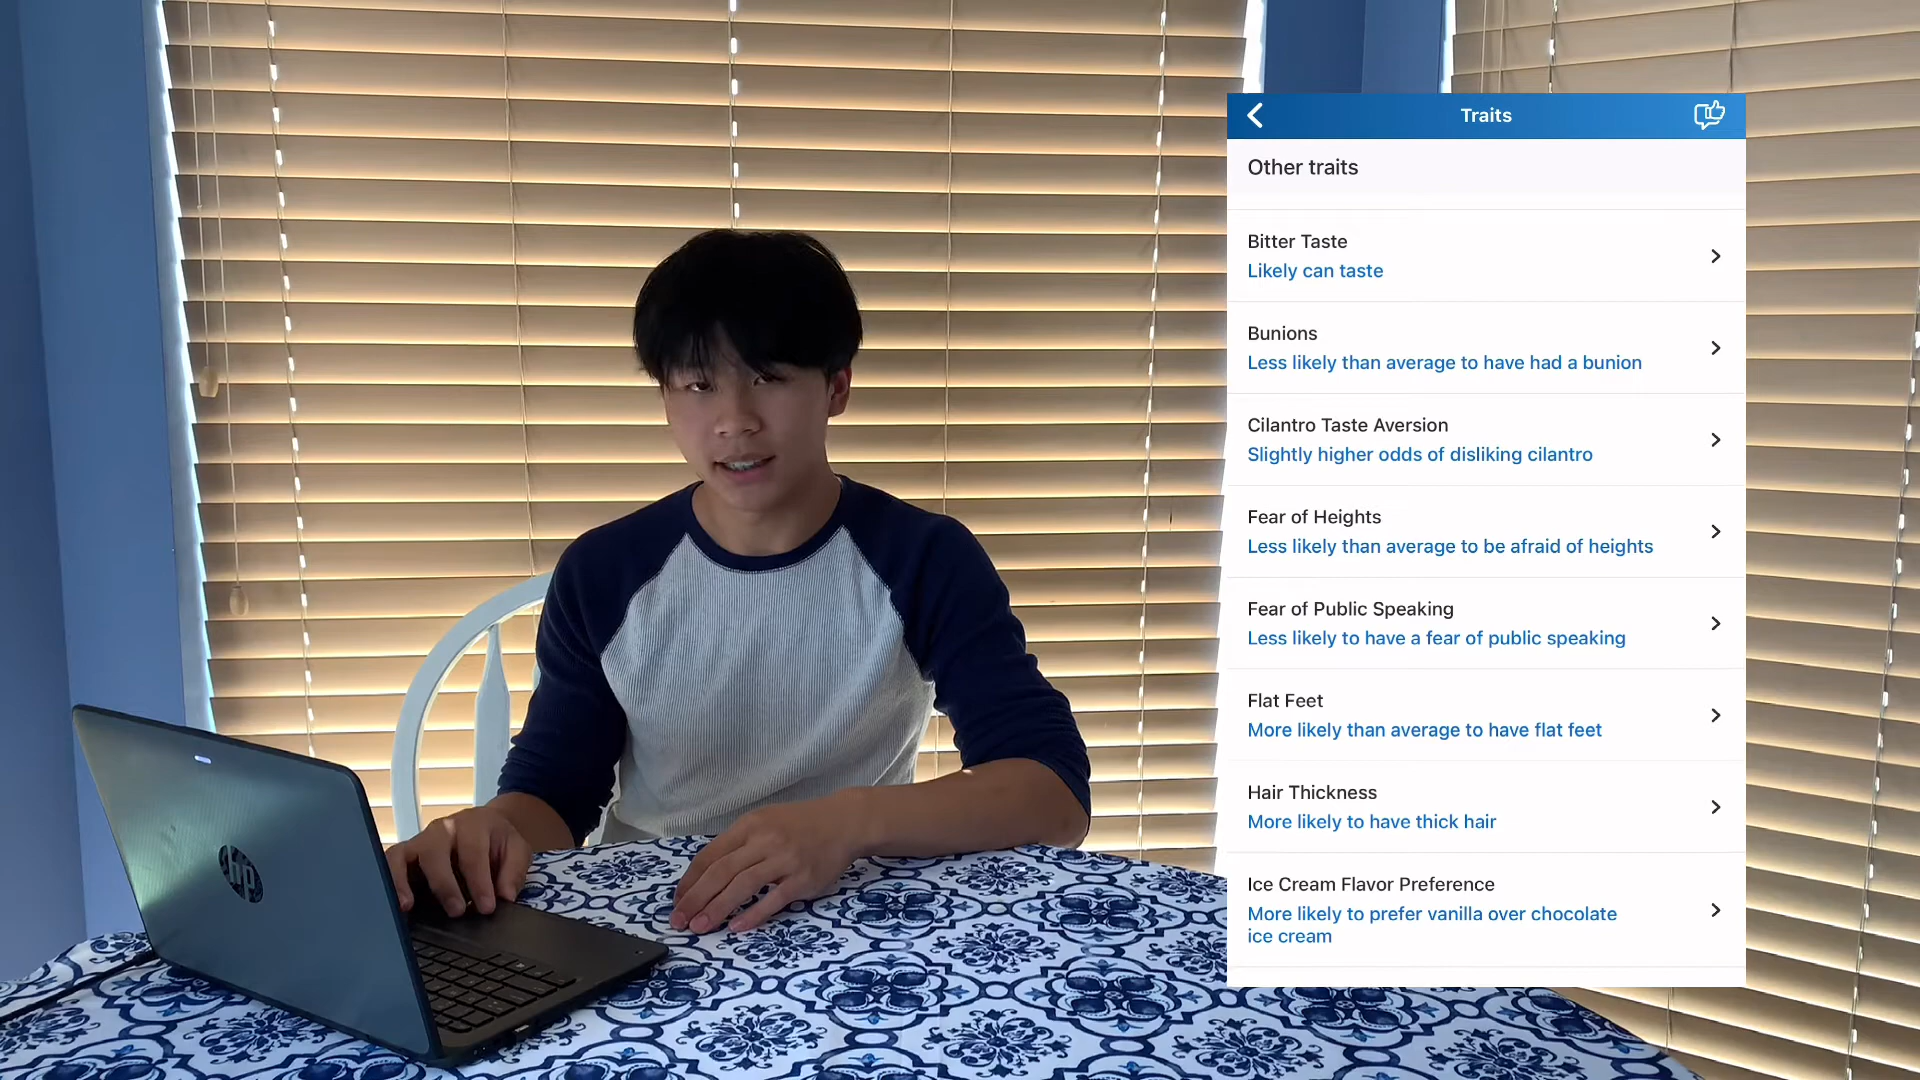 Traits
Other traits
Bitter Taste
Likely can taste
Bunions
Less likely than average to have had a bunion
Cilantro Taste Aversion
Slightly higher odds of disliking cilantro
Fear of Heights
Less likely than average to be afraid of heights
Fear of Public Speaking
Less likely to have a fear of public speaking
Flat Feet
More likely than average to have flat feet
Hair Thickness
More likely to have thick hair
Ice Cream Flavor Preference
More likely to prefer vanilla over chocolate
ice cream
hp